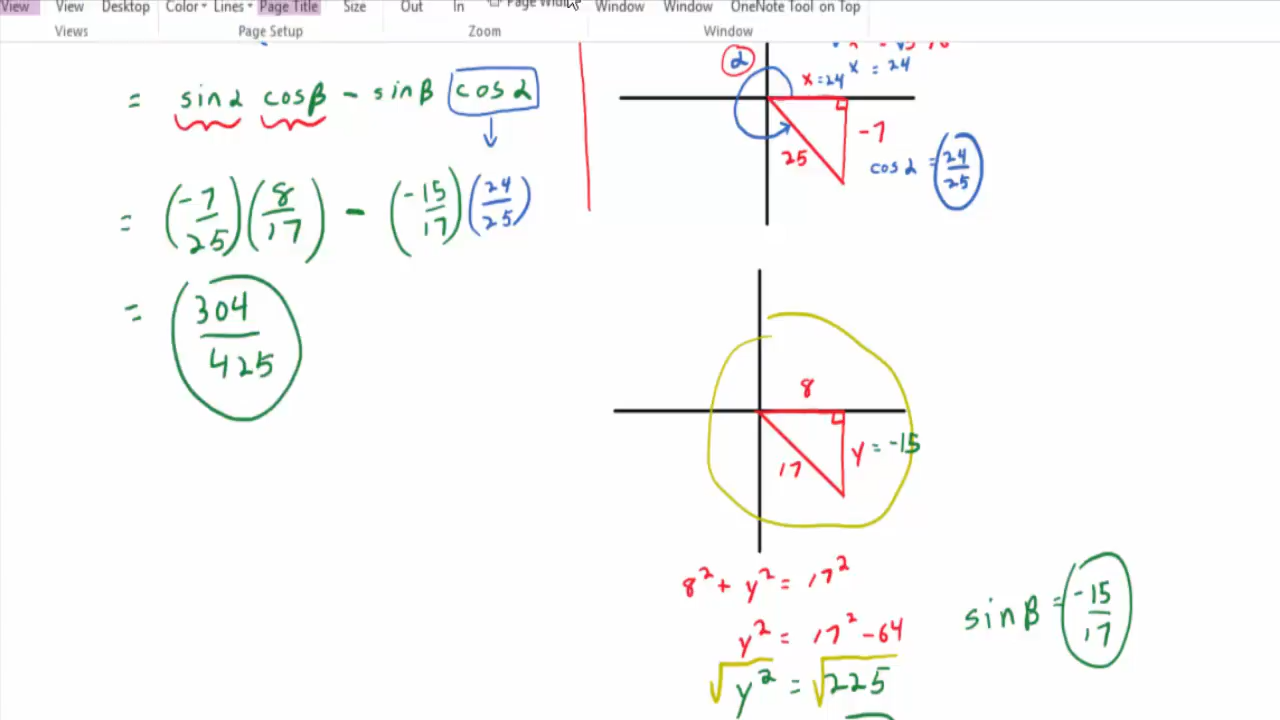 View View Desktop Color Lines Page Title Size Out In Page Width Window Window OneNote Tool on Top
Views Page Setup Zoom Window
= sin α cos β - sin β cos α
= (-7/25)(8/17) - (-15/17)(24/25)
= 304/425
α
x = 24
x = 24
-7
25
cos α = 24/25
8
17
y = -15
8² + y² = 17²
y² = 17² - 64
√y² = √225
sin β = -15/17